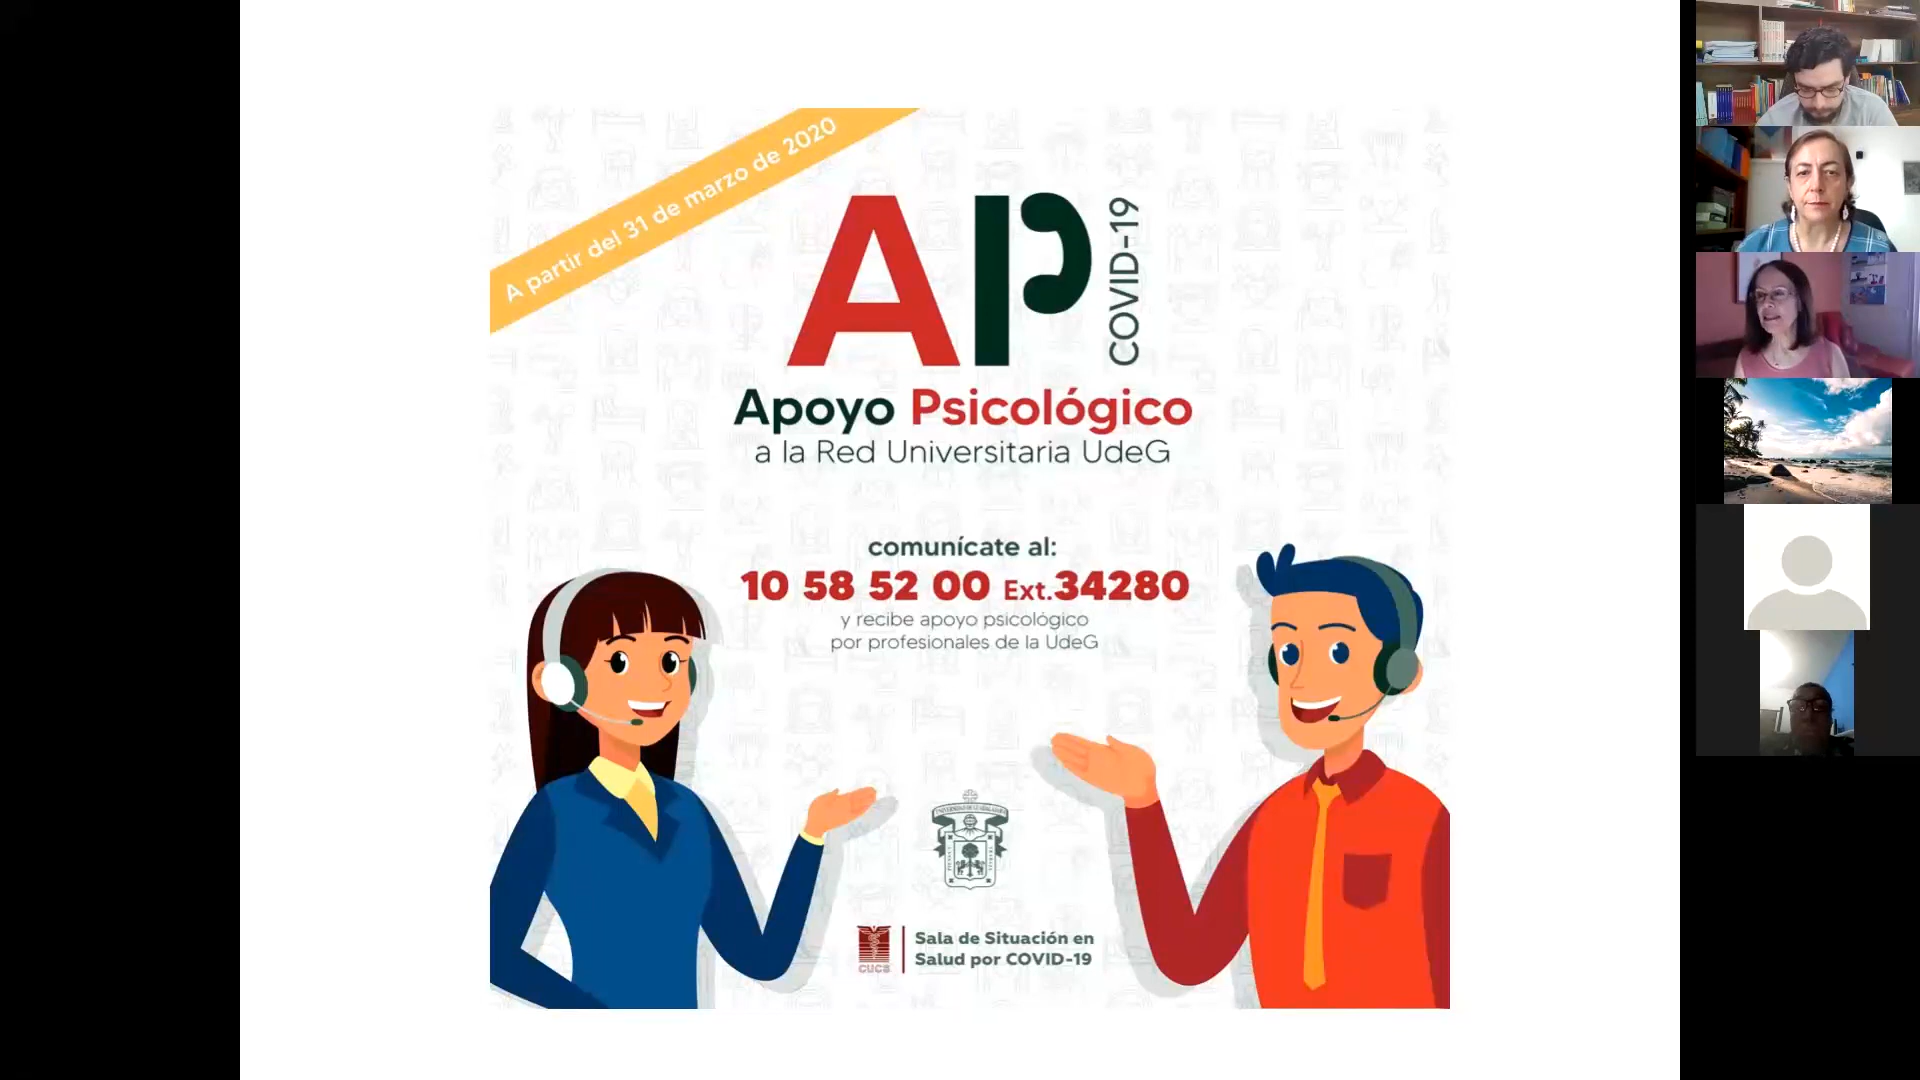 A partir del 31 de marzo de 2020
AP
COVID-19
Apoyo Psicológico
a la Red Universitaria UdeG
comunícate al:
10 58 52 00 Ext.34280
y recibe apoyo psicológico
por profesionales de la UdeG
CUCS
Sala de Situación en
Salud por COVID-19